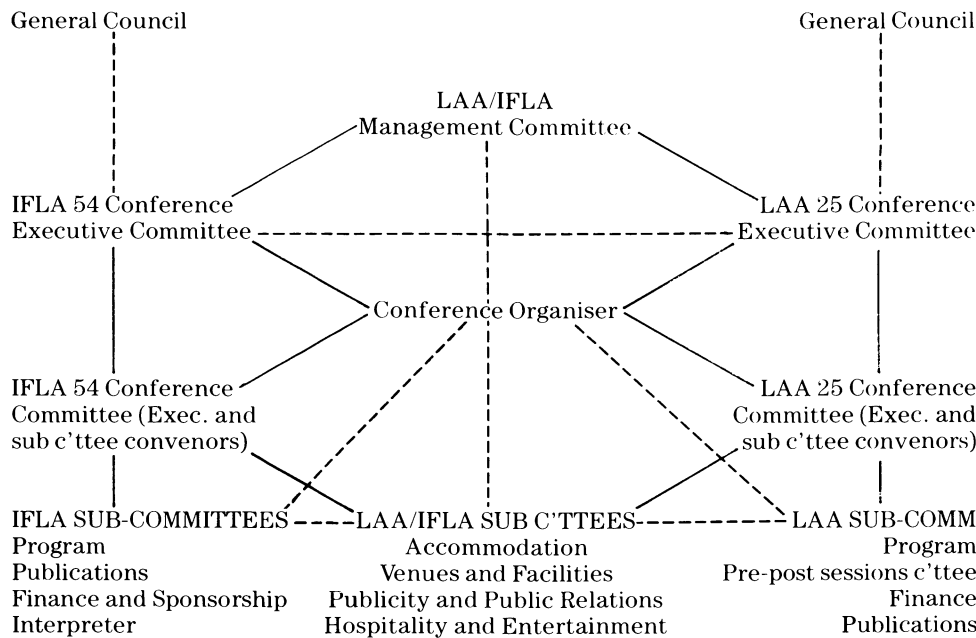 General Council
General Council
LAA/IFLA
Management Committee
IFLA 54 Conference
Executive Committee
LAA 25 Conference
Executive Committee
Conference Organiser
IFLA 54 Conference
Committee (Exec. and
sub c'ttee convenors)
LAA 25 Conference
Committee (Exec. and
sub c'ttee convenors)
IFLA SUB-COMMITTEES
Program
Publications
Finance and Sponsorship
Interpreter
LAA/IFLA SUB C'TTEES
Accommodation
Venues and Facilities
Publicity and Public Relations
Hospitality and Entertainment
LAA SUB-COMM
Program
Pre-post sessions c'ttee
Finance
Publications